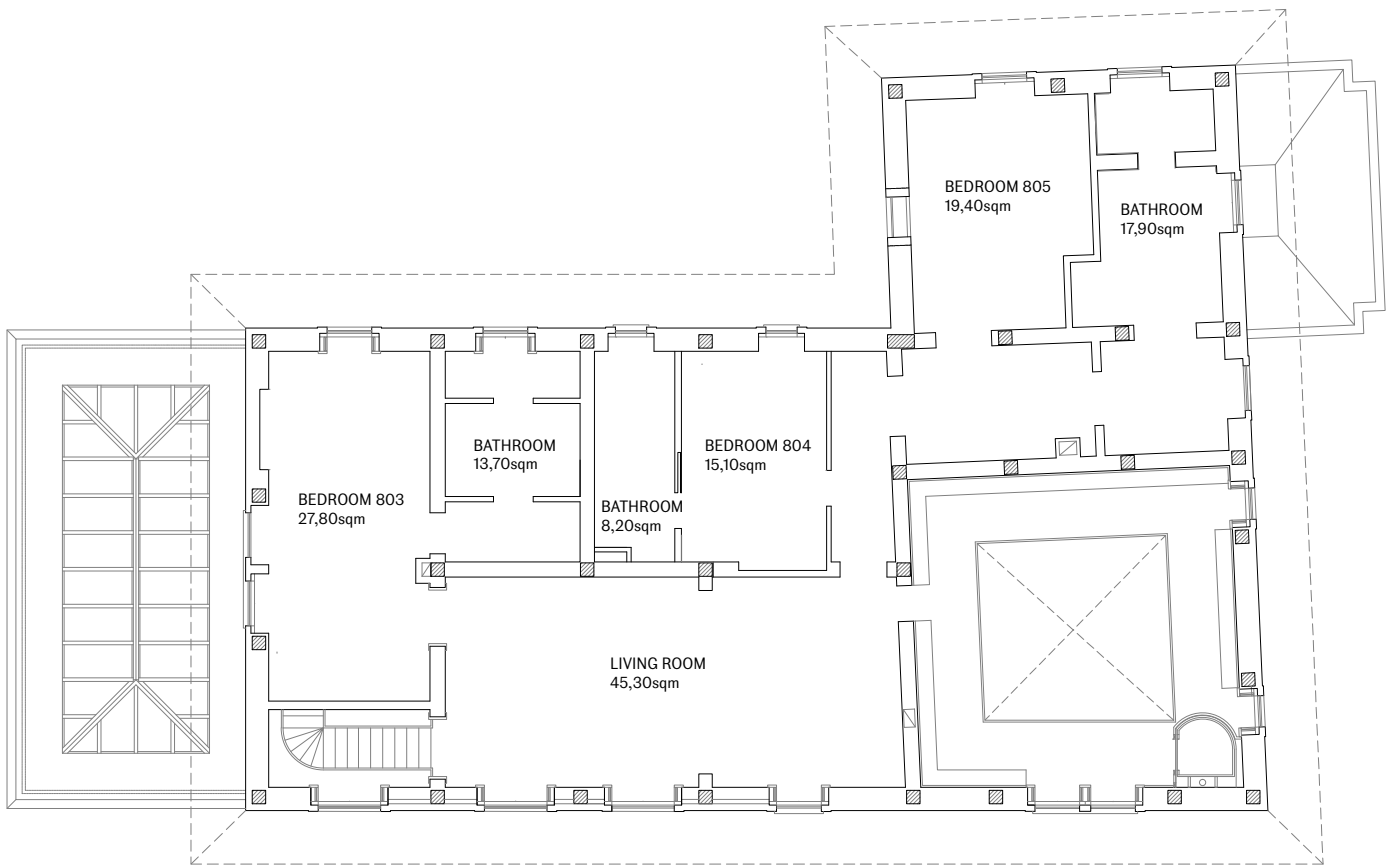 BEDROOM 805
19,40sqm
BATHROOM
17,90sqm
BATHROOM
13,70sqm
BEDROOM 804
15,10sqm
BEDROOM 803
27,80sqm
BATHROOM
8,20sqm
LIVING ROOM
45,30sqm